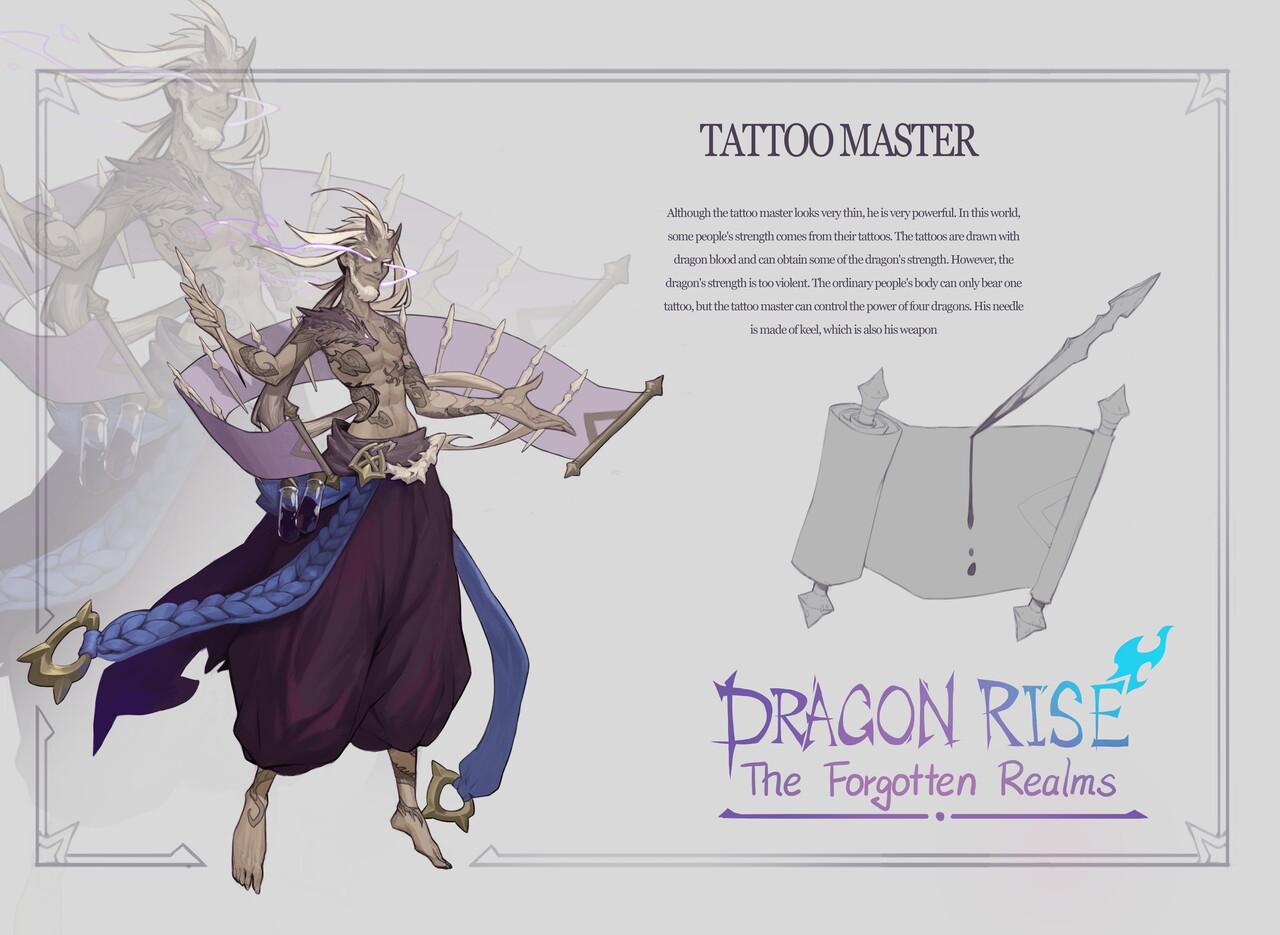 TATTOO MASTER
Although the tattoo master looks very thin, he is very powerful. In this world,
some people's strength comes from their tattoos. The tattoos are drawn with
dragon blood and can obtain some of the dragon's strength. However, the
dragon's strength is too violent. The ordinary people's body can only bear one
tattoo, but the tattoo master can control the power of four dragons. His needle
is made of keel, which is also his weapon
DRAGON RISE
The Forgotten Realms